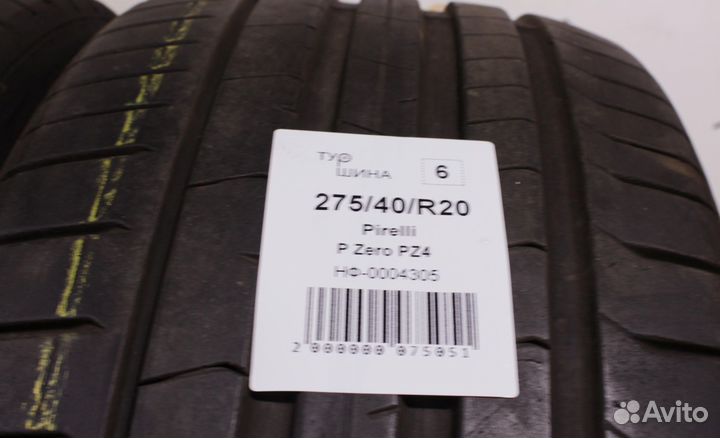 ТУР
ШИНА
6
275/40/R20
Pirelli
P Zero PZ4
НФ-0004305
2 000000 075051
Avito